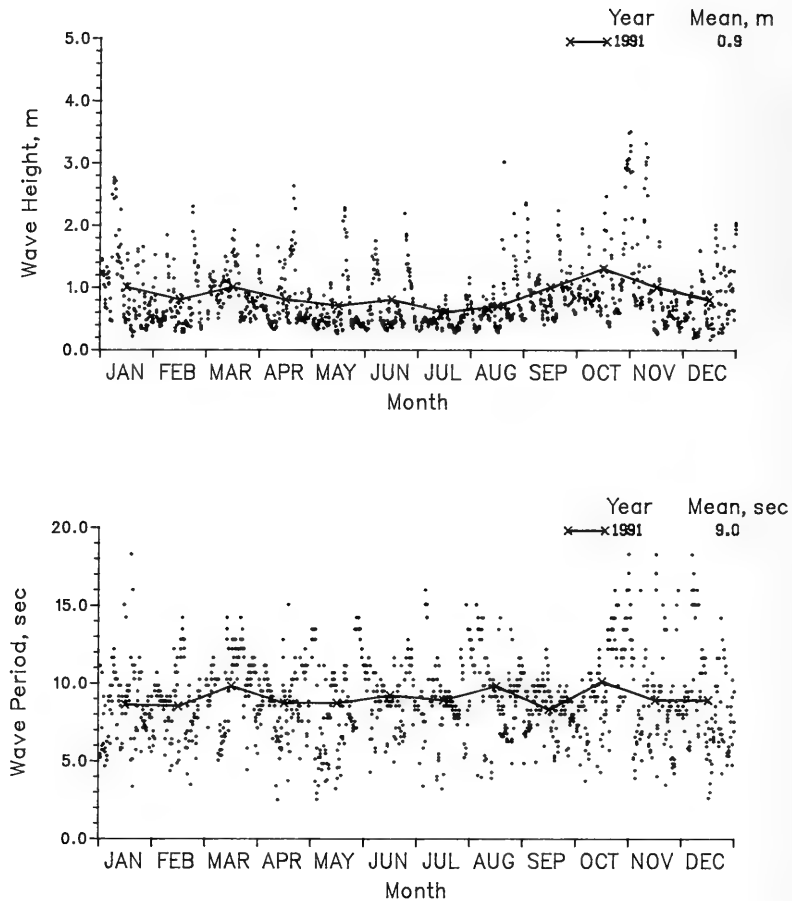 Year Mean, m
1991 0.9
5.0
4.0
3.0
2.0
1.0
0.0
Wave Height, m
JAN FEB MAR APR MAY JUN JUL AUG SEP OCT NOV DEC
Month
Year Mean, sec
1991 9.0
20.0
15.0
10.0
5.0
0.0
Wave Period, sec
JAN FEB MAR APR MAY JUN JUL AUG SEP OCT NOV DEC
Month